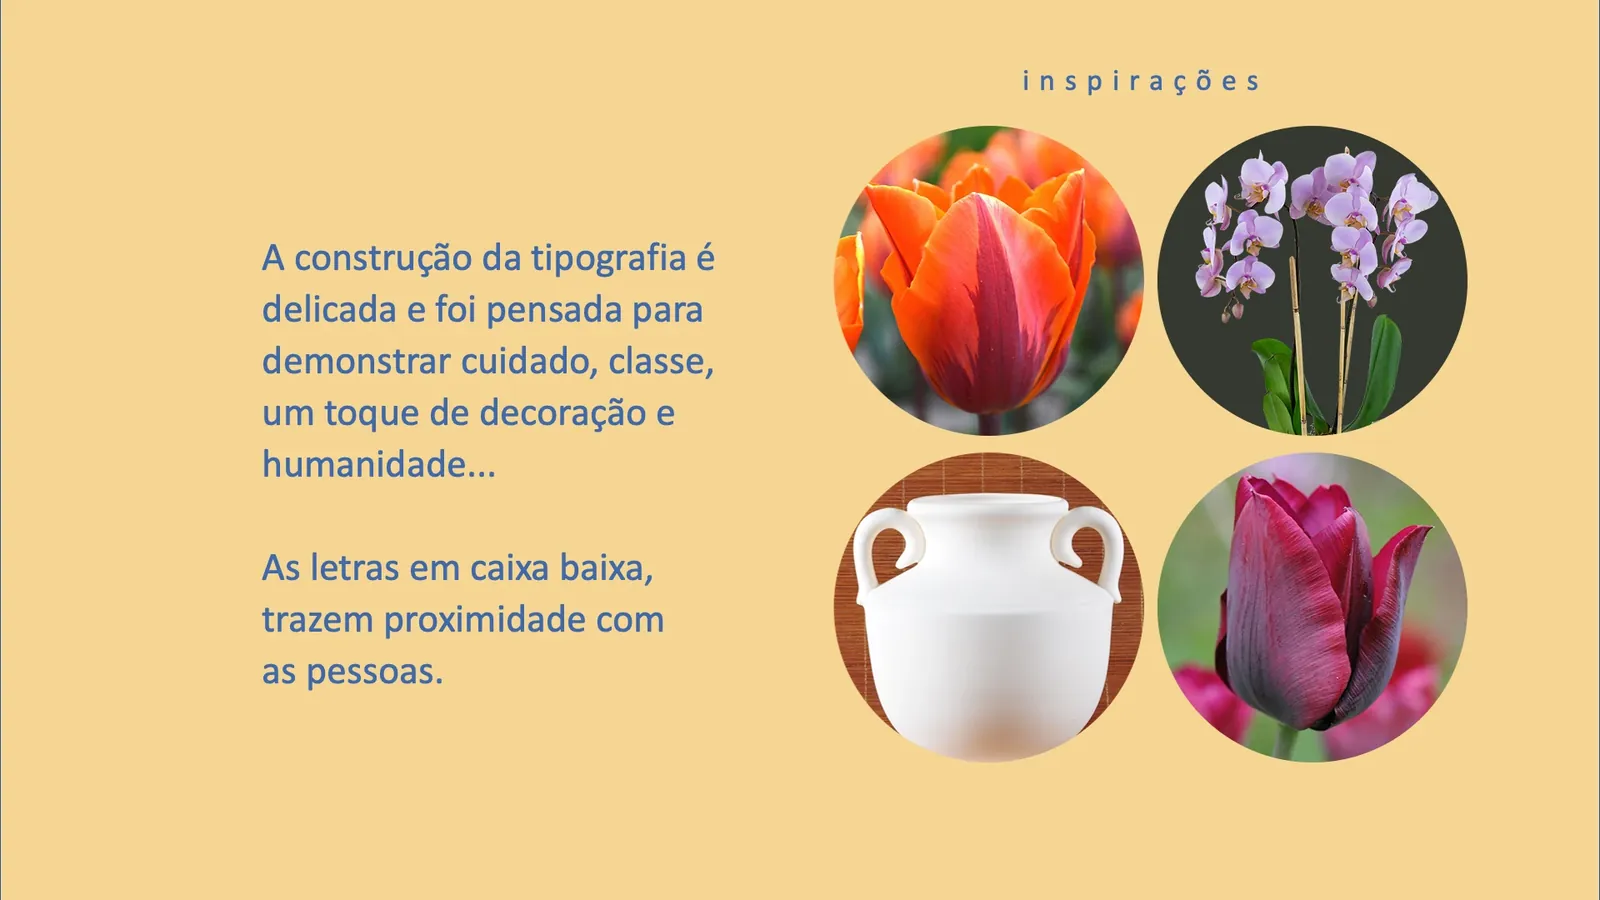 inspirações
A construção da tipografia é
delicada e foi pensada para
demonstrar cuidado, classe,
um toque de decoração e
humanidade...
As letras em caixa baixa,
trazem proximidade com
as pessoas.